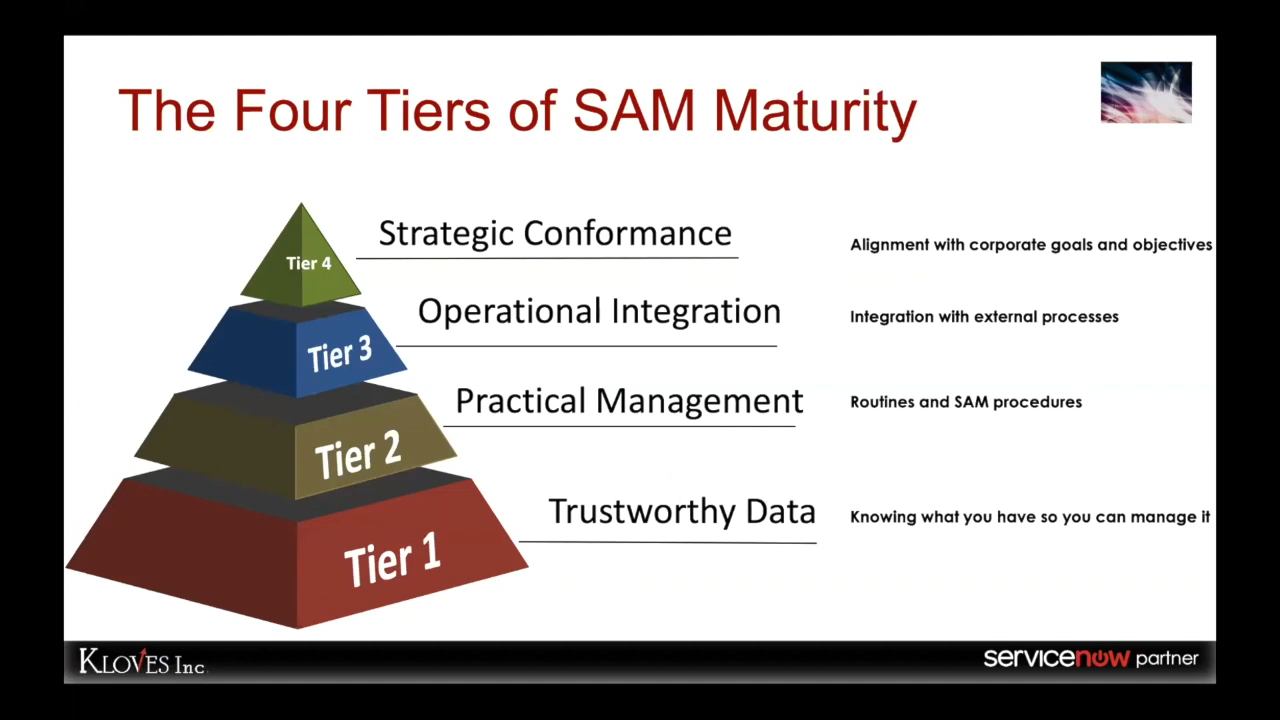 The Four Tiers of SAM Maturity
Tier 4
Strategic Conformance
Alignment with corporate goals and objectives
Tier 3
Operational Integration
Integration with external processes
Tier 2
Practical Management
Routines and SAM procedures
Tier 1
Trustworthy Data
Knowing what you have so you can manage it
KLOVES Inc.
servicenow partner